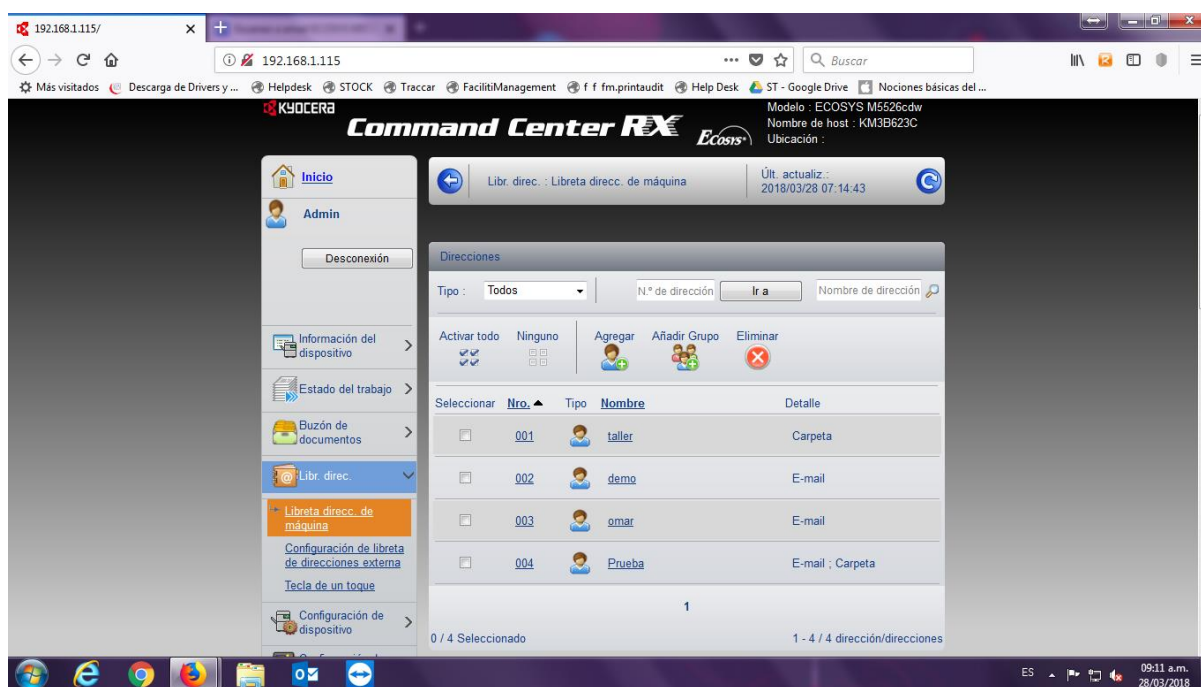 192.168.1.115/
192.168.1.115
Buscar
Más visitados Descarga de Drivers y ... Helpdesk STOCK Traccar FacilitiManagement f f fm.printaudit Help Desk ST - Google Drive Nociones básicas del ...
KYOCERA
Command Center RX
Ecosys
Modelo : ECOSYS M5526cdw
Nombre de host : KM3B623C
Ubicación :
Inicio
Admin
Desconexión
Información del
dispositivo
Estado del trabajo
Buzón de
documentos
Libr. direc.
Libreta direcc. de
máquina
Configuración de libreta
de direcciones externa
Tecla de un toque
Configuración de
dispositivo
Libr. direc. : Libreta direcc. de máquina
Últ. actualiz.:
2018/03/28 07:14:43
Direcciones
Tipo : Todos N.º de dirección Ir a Nombre de dirección
Activar todo Ninguno Agregar Añadir Grupo Eliminar
Seleccionar Nro. Tipo Nombre Detalle
001 taller Carpeta
002 demo E-mail
003 omar E-mail
004 Prueba E-mail ; Carpeta
1
0 / 4 Seleccionado 1 - 4 / 4 dirección/direcciones
ES 09:11 a.m.
28/03/2018